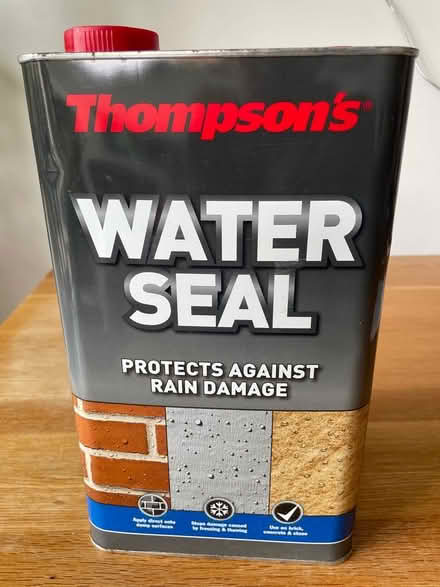 Thompson's®
WATER
SEAL
PROTECTS AGAINST
RAIN DAMAGE
Apply direct onto
damp surfaces
Stops damage caused
by freezing & thawing
Use on brick,
concrete & stone